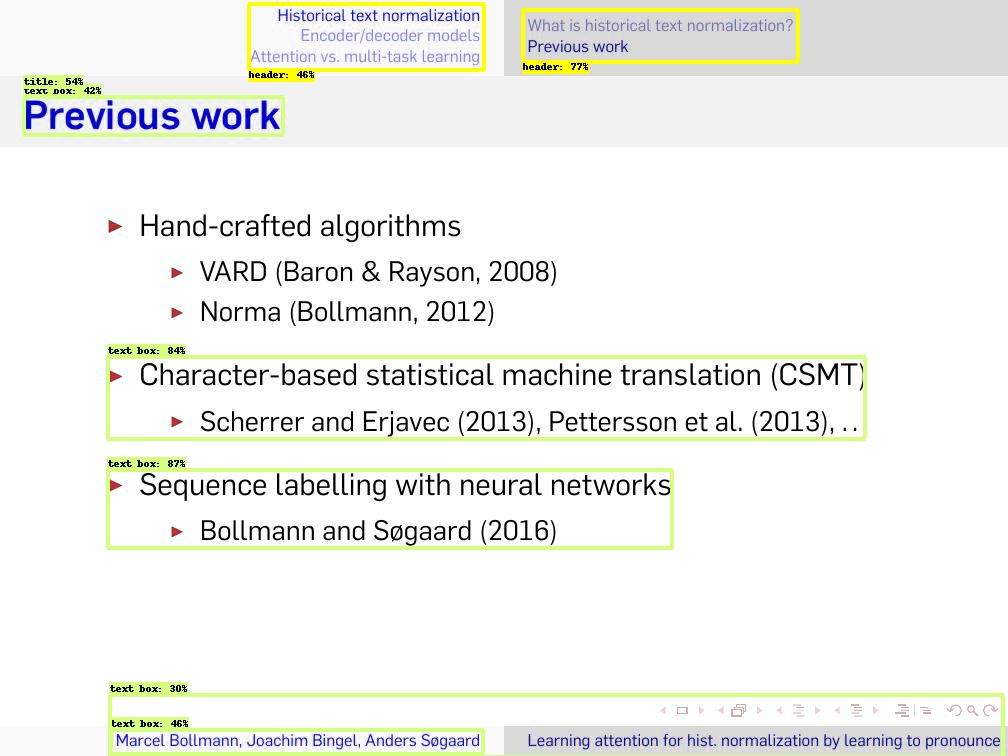 Historical text normalization
Encoder/decoder models
Attention vs. multi-task learning
header: 46%
What is historical text normalization?
Previous work
header: 77%
title: 54%
text box: 42%
Previous work
Hand-crafted algorithms
VARD (Baron & Rayson, 2008)
Norma (Bollmann, 2012)
text box: 84%
Character-based statistical machine translation (CSMT)
Scherrer and Erjavec (2013), Pettersson et al. (2013), . .
text box: 87%
Sequence labelling with neural networks
Bollmann and Søgaard (2016)
text box: 30%
text box: 46%
Marcel Bollmann, Joachim Bingel, Anders Søgaard
Learning attention for hist. normalization by learning to pronounce